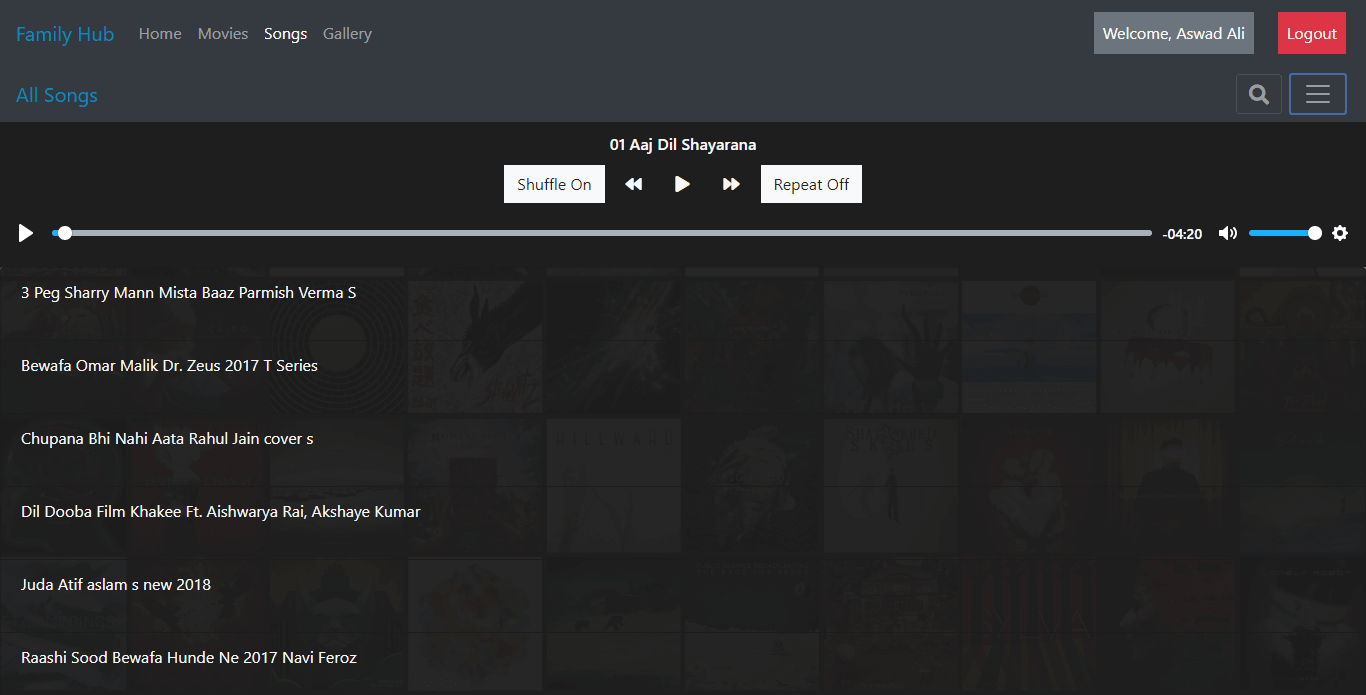 Family Hub Home Movies Songs Gallery Welcome, Aswad Ali Logout
All Songs
01 Aaj Dil Shayarana
Shuffle On Repeat Off
-04:20
3 Peg Sharry Mann Mista Baaz Parmish Verma S
Bewafa Omar Malik Dr. Zeus 2017 T Series
Chupana Bhi Nahi Aata Rahul Jain cover s
Dil Dooba Film Khakee Ft. Aishwarya Rai, Akshaye Kumar
Juda Atif aslam s new 2018
Raashi Sood Bewafa Hunde Ne 2017 Navi Feroz